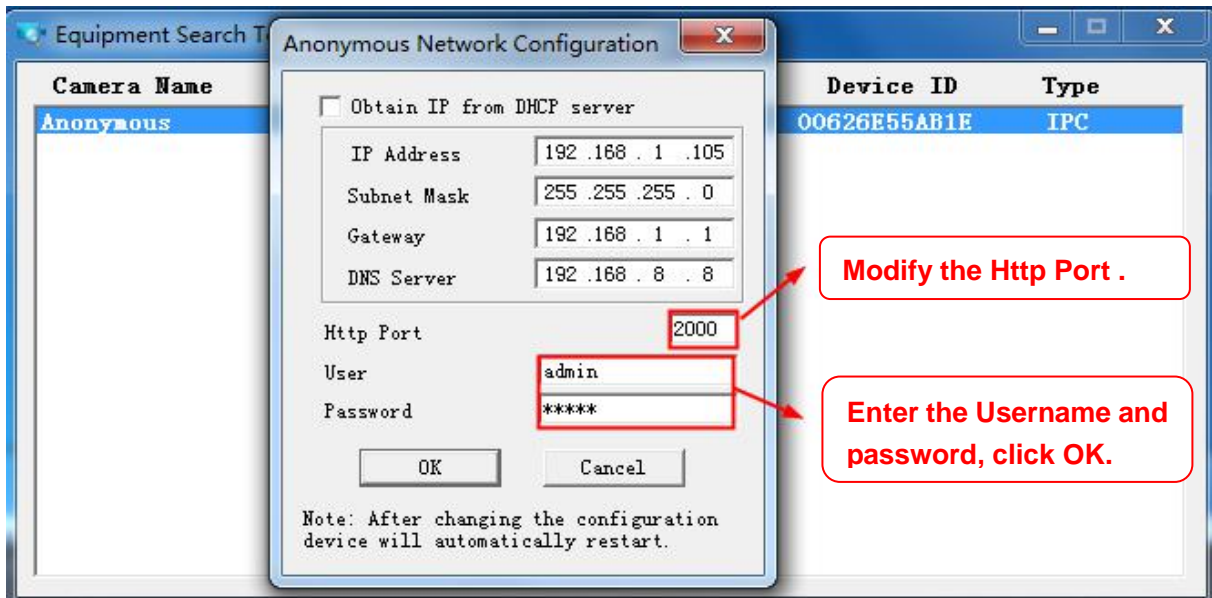 Equipment Search T
Anonymous Network Configuration
Camera Name
Device ID
Type
Anonymous
00626E55AB1E
IPC
Obtain IP from DHCP server
IP Address
192 .168 . 1 .105
Subnet Mask
255 .255 .255 . 0
Gateway
192 .168 . 1 . 1
DNS Server
192 .168 . 8 . 8
Modify the Http Port .
Http Port
2000
User
admin
Password
*****
Enter the Username and
password, click OK.
OK
Cancel
Note: After changing the configuration
device will automatically restart.